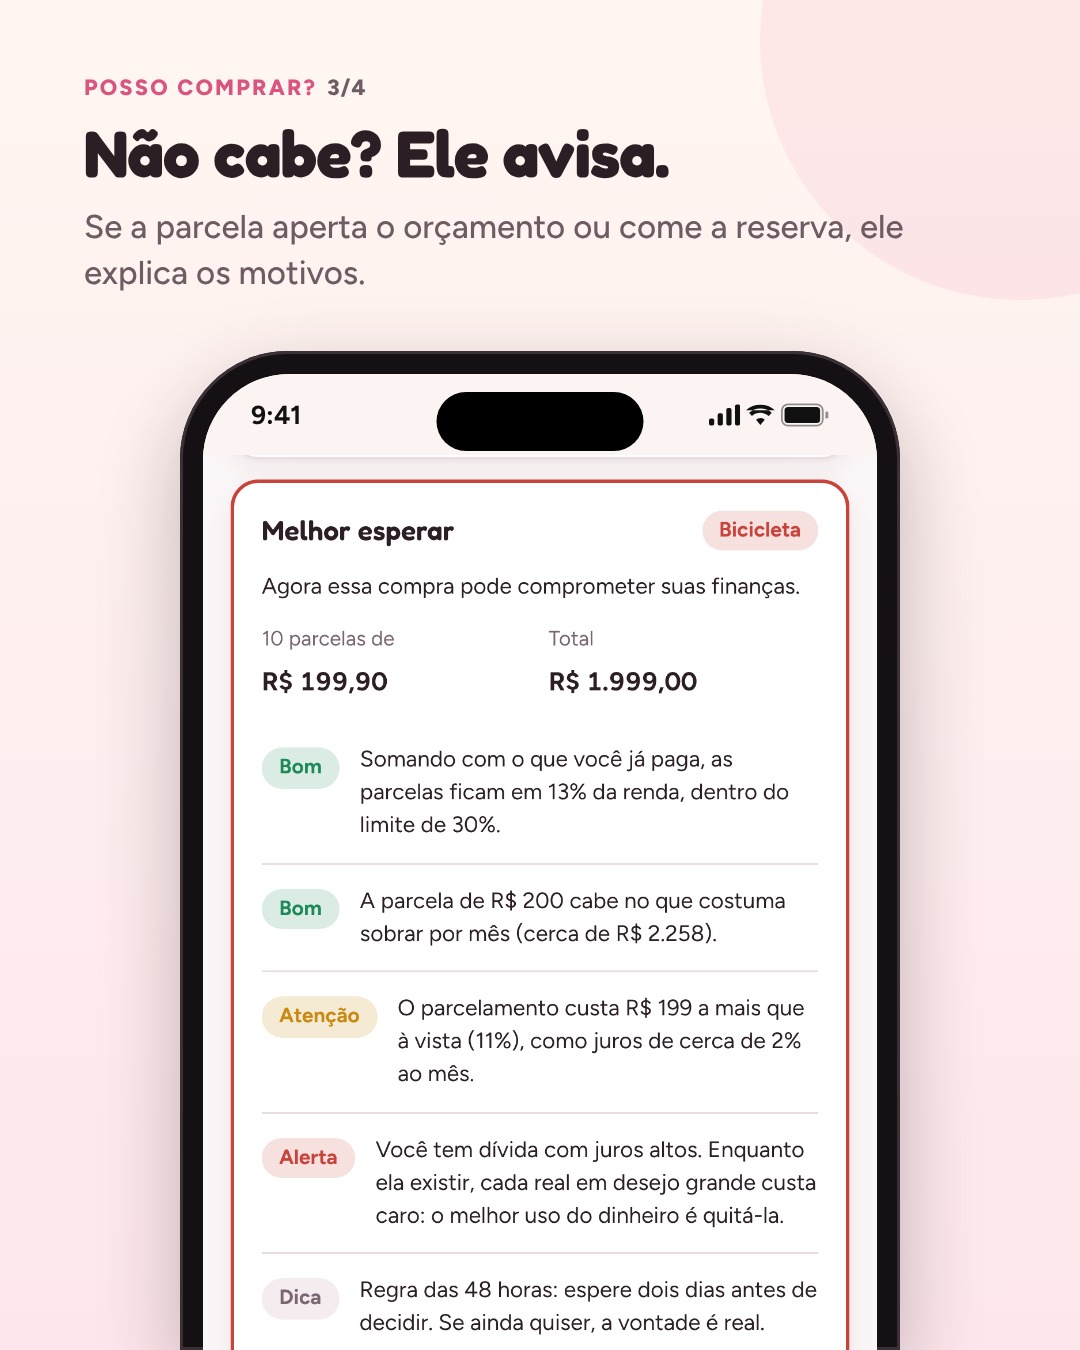 POSSO COMPRAR? 3/4
Não cabe? Ele avisa.
Se a parcela aperta o orçamento ou come a reserva, ele
explica os motivos.
9:41
Melhor esperar
Bicicleta
Agora essa compra pode comprometer suas finanças.
10 parcelas de
Total
R$ 199,90
R$ 1.999,00
Bom
Somando com o que você já paga, as
parcelas ficam em 13% da renda, dentro do
limite de 30%.
Bom
A parcela de R$ 200 cabe no que costuma
sobrar por mês (cerca de R$ 2.258).
Atenção
O parcelamento custa R$ 199 a mais que
à vista (11%), como juros de cerca de 2%
ao mês.
Alerta
Você tem dívida com juros altos. Enquanto
ela existir, cada real em desejo grande custa
caro: o melhor uso do dinheiro é quitá-la.
Dica
Regra das 48 horas: espere dois dias antes de
decidir. Se ainda quiser, a vontade é real.